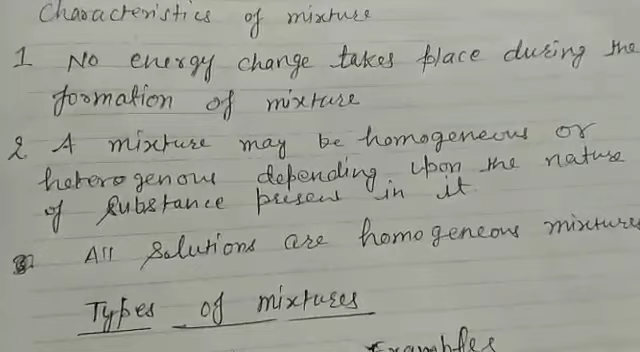 Characteristics of mixture
1 No energy change takes place during the
formation of mixture
2. A mixture may be homogeneous or
heterogenous depending upon the nature
of substance present in it.
All Solutions are homogeneous mixtures
Types of mixtures
Examples